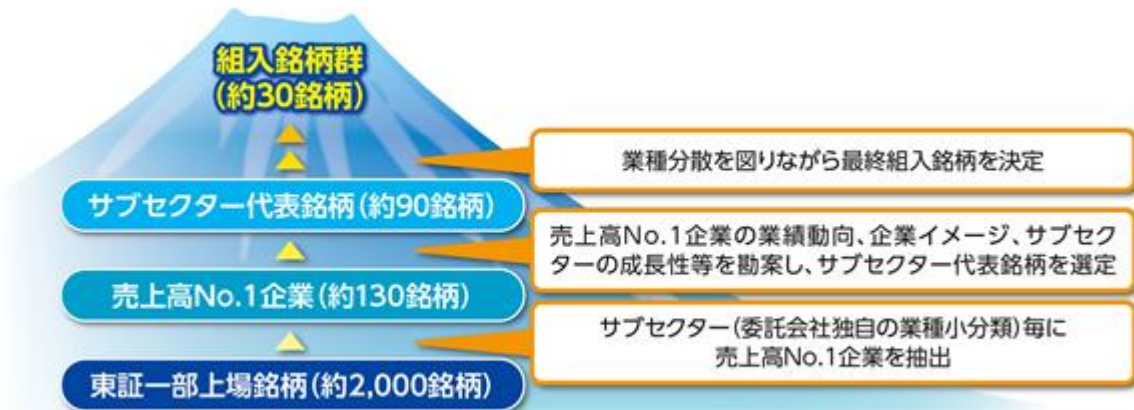 組入銘柄群
(約30銘柄)
業種分散を図りながら最終組入銘柄を決定
サブセクター代表銘柄(約90銘柄)
売上高No.1企業の業績動向、企業イメージ、サブセク
ターの成長性等を勘案し、サブセクター代表銘柄を選定
売上高No.1企業(約130銘柄)
サブセクター(委託会社独自の業種小分類)毎に
売上高No.1企業を抽出
東証一部上場銘柄(約2,000銘柄)